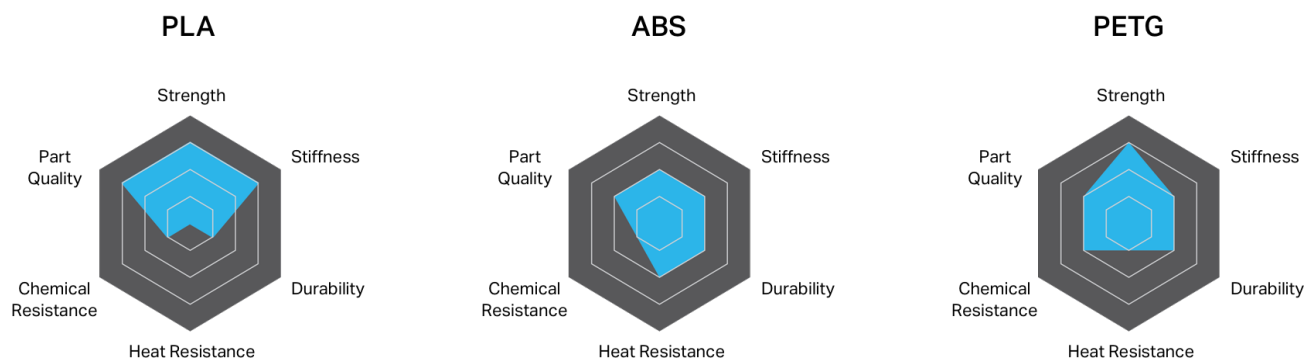 PLA
Strength
Stiffness
Durability
Heat Resistance
Chemical
Resistance
Part
Quality
ABS
Strength
Stiffness
Durability
Heat Resistance
Chemical
Resistance
Part
Quality
PETG
Strength
Stiffness
Durability
Heat Resistance
Chemical
Resistance
Part
Quality